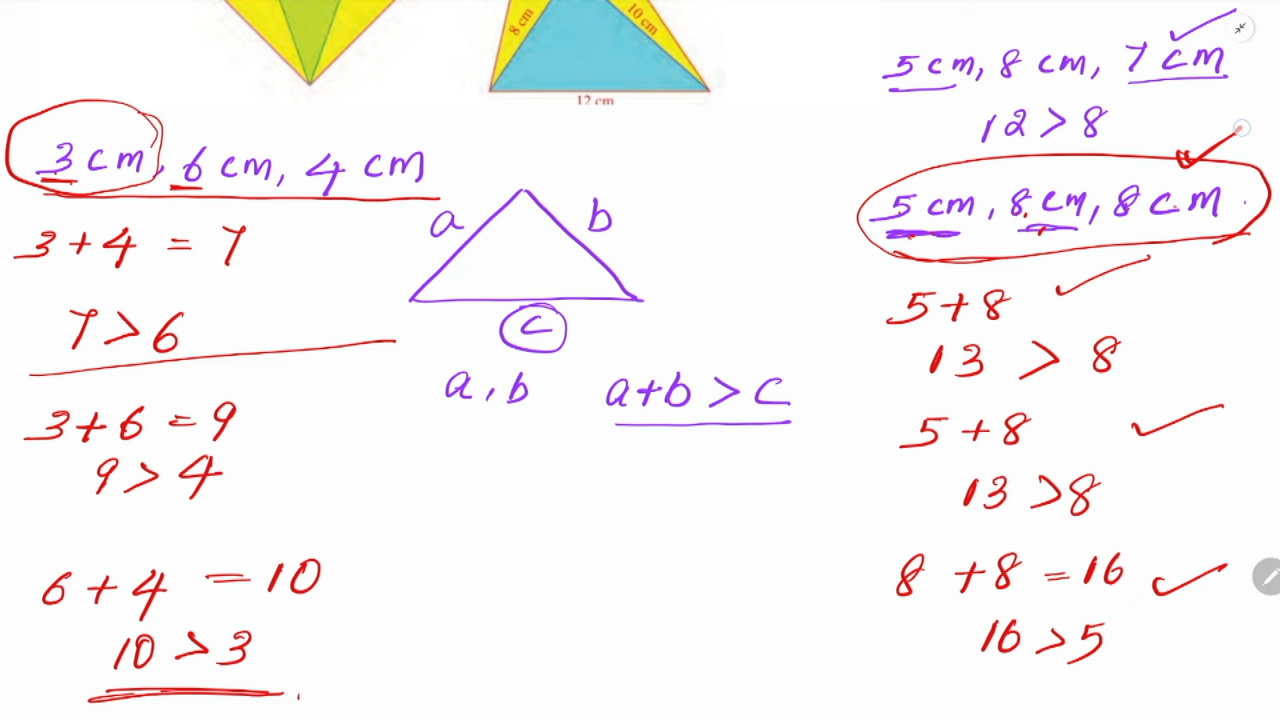 8 cm
10 cm
12 cm
3 cm, 6 cm, 4 cm
3 + 4 = 7
7 > 6
3 + 6 = 9
9 > 4
6 + 4 = 10
10 > 3
a
b
c
a, b
a + b > c
5 cm, 8 cm, 7 cm
12 > 8
5 cm, 8 cm, 8 cm
5 + 8
13 > 8
5 + 8
13 > 8
8 + 8 = 16
16 > 5